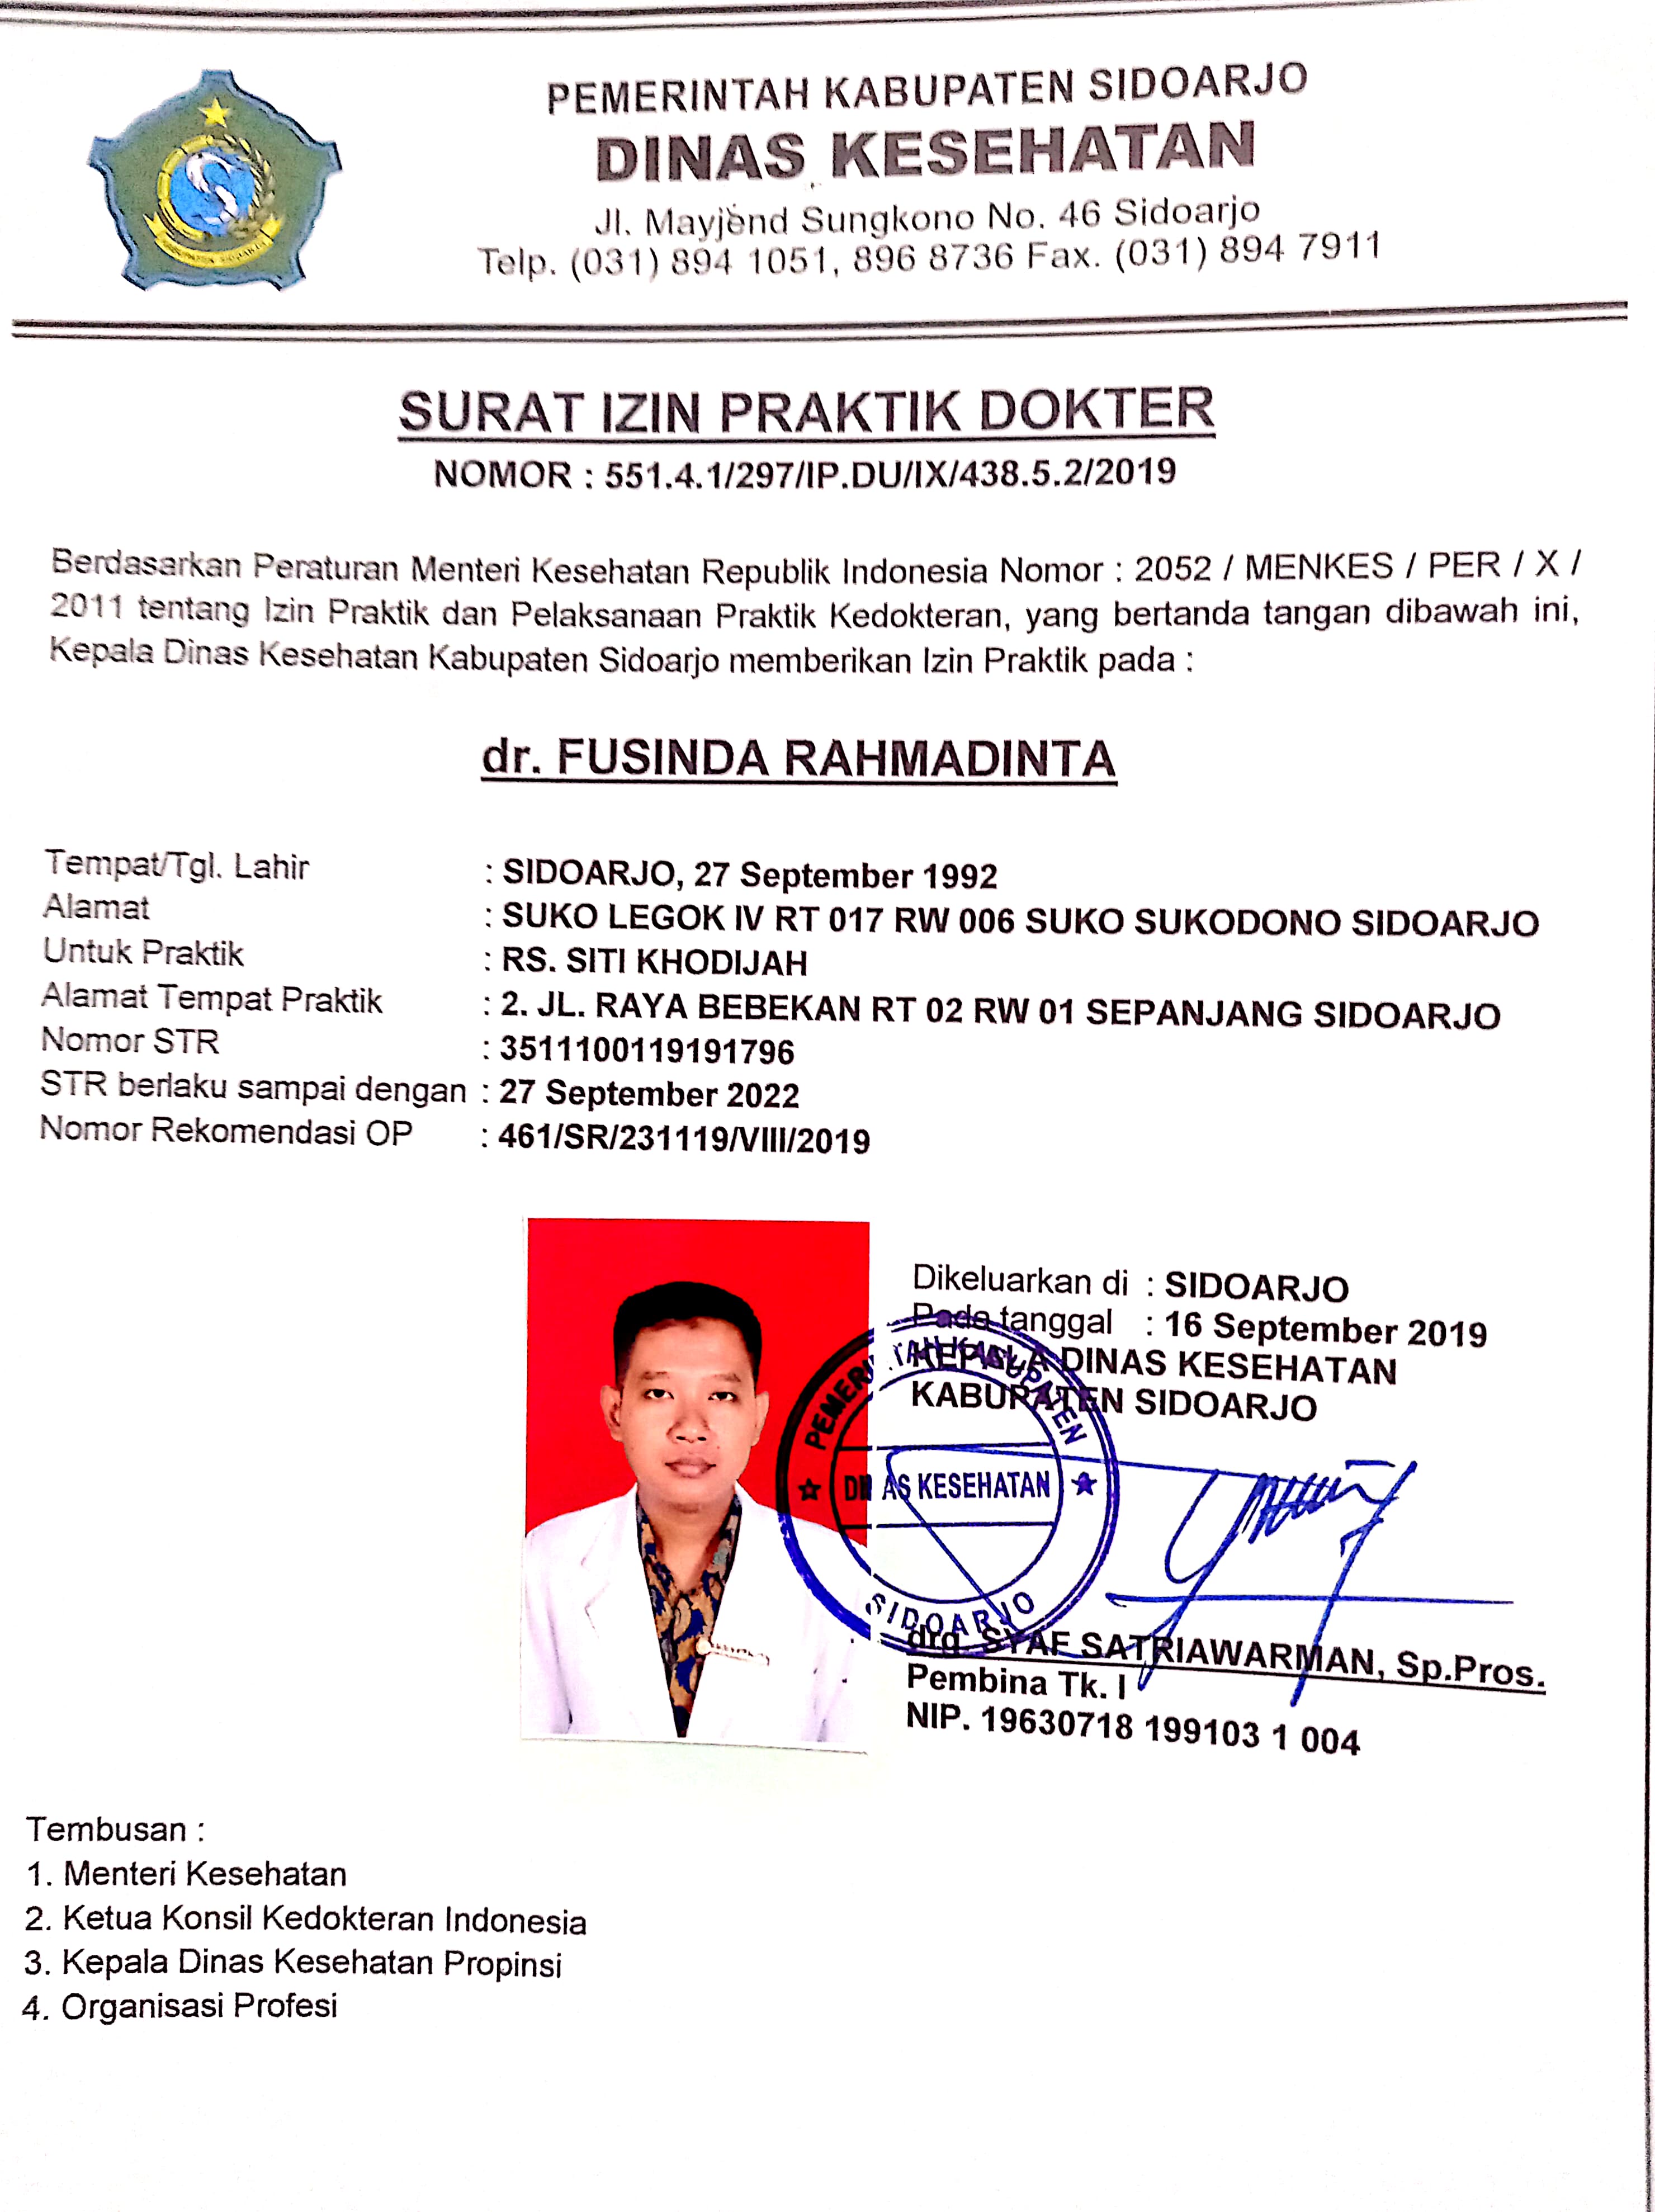 PEMERINTAH KABUPATEN SIDOARJO
DINAS KESEHATAN
Jl. Mayjend Sungkono No. 46 Sidoarjo
Telp. (031) 894 1051, 896 8736 Fax. (031) 894 7911
SURAT IZIN PRAKTIK DOKTER
NOMOR : 551.4.1/297/IP.DU/IX/438.5.2/2019
Berdasarkan Peraturan Menteri Kesehatan Republik Indonesia Nomor : 2052 / MENKES / PER / X /
2011 tentang Izin Praktik dan Pelaksanaan Praktik Kedokteran, yang bertanda tangan dibawah ini,
Kepala Dinas Kesehatan Kabupaten Sidoarjo memberikan Izin Praktik pada :
dr. FUSINDA RAHMADINTA
Tempat/Tgl. Lahir : SIDOARJO, 27 September 1992
Alamat : SUKO LEGOK IV RT 017 RW 006 SUKO SUKODONO SIDOARJO
Untuk Praktik : RS. SITI KHODIJAH
Alamat Tempat Praktik : 2. JL. RAYA BEBEKAN RT 02 RW 01 SEPANJANG SIDOARJO
Nomor STR : 3511100119191796
STR berlaku sampai dengan : 27 September 2022
Nomor Rekomendasi OP : 461/SR/231119/VIII/2019
Dikeluarkan di : SIDOARJO
Pada tanggal : 16 September 2019
KEPALA DINAS KESEHATAN
KABUPATEN SIDOARJO
PEMERINTAH KABUPATEN
DINAS KESEHATAN
SIDOARJO
drg. SYAF SATRIAWARMAN, Sp.Pros.
Pembina Tk. I
NIP. 19630718 199103 1 004
Tembusan :
1. Menteri Kesehatan
2. Ketua Konsil Kedokteran Indonesia
3. Kepala Dinas Kesehatan Propinsi
4. Organisasi Profesi